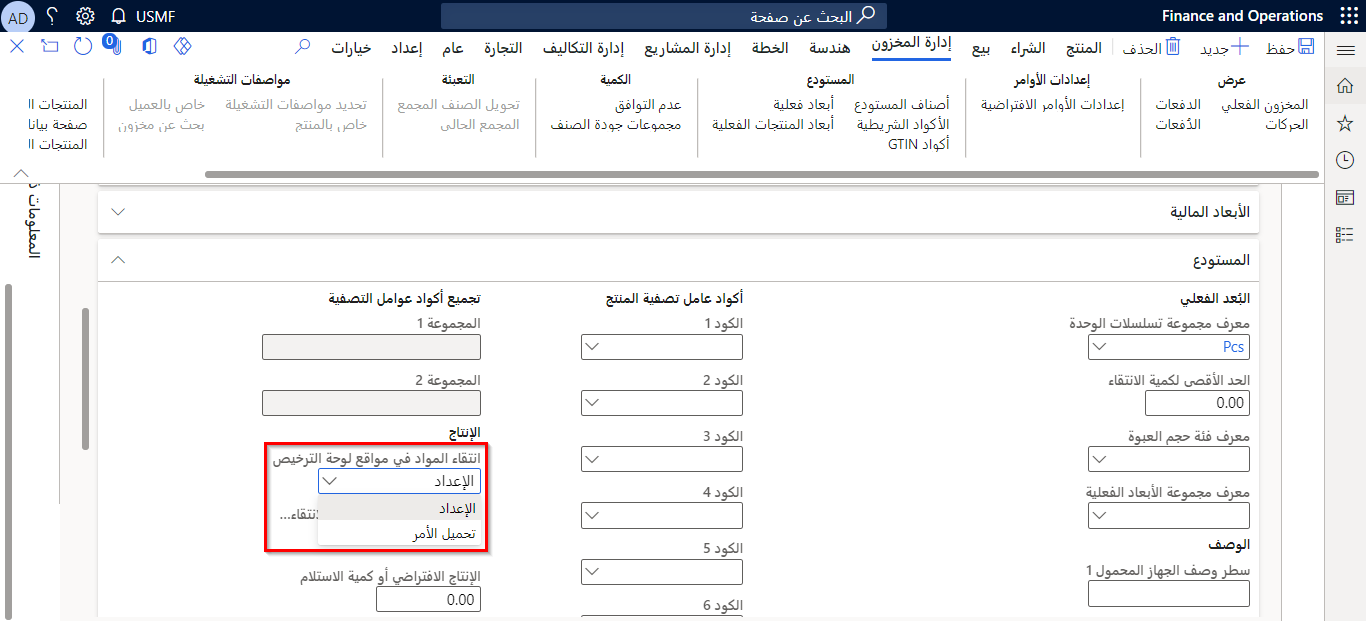 Finance and Operations
البحث عن صفحة
USMF
AD
حفظ
جديد
الحذف
المنتج
الشراء
بيع
إدارة المخزون
هندسة
الخطة
إدارة المشاريع
إدارة التكاليف
التجارة
عام
إعداد
خيارات
0
عرض
المخزون الفعلي
الحركات
الدفعات
الدُفعات
إعدادات الأوامر
إعدادات الأوامر الافتراضية
المستودع
أصناف المستودع
الأكواد الشريطية
أكواد GTIN
أبعاد فعلية
أبعاد المنتجات الفعلية
الكمية
عدم التوافق
مجموعات جودة الصنف
التعبئة
تحويل الصنف المجمع
المجمع الحالي
مواصفات التشغيلة
تحديد مواصفات التشغيلة
خاص بالمنتج
خاص بالعميل
بحث عن مخزون
المنتجات ال
صفحة بيانا
المنتجات ال
المعلومات
الأبعاد المالية
المستودع
البُعد الفعلي
معرف مجموعة تسلسلات الوحدة
Pcs
الحد الأقصى لكمية الانتقاء
0.00
معرف فئة حجم العبوة
معرف مجموعة الأبعاد الفعلية
الوصف
سطر وصف الجهاز المحمول 1
أكواد عامل تصفية المنتج
الكود 1
الكود 2
الكود 3
الكود 4
الكود 5
الكود 6
تجميع أكواد عوامل التصفية
المجموعة 1
المجموعة 2
الإنتاج
انتقاء المواد في مواقع لوحة الترخيص
الإعداد
الإعداد
تحميل الأمر
انتقاء...
الإنتاج الافتراضي أو كمية الاستلام
0.00